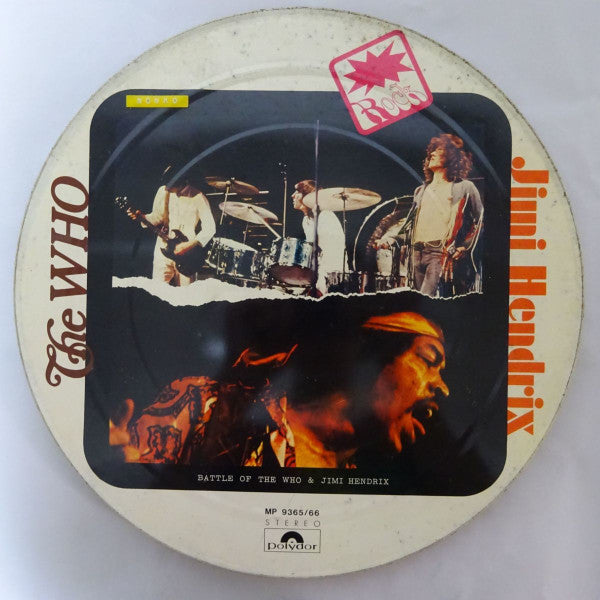 Rock
The WHO
Jimi Hendrix
BATTLE OF THE WHO & JIMI HENDRIX
MP 9365/66
STEREO
polydor